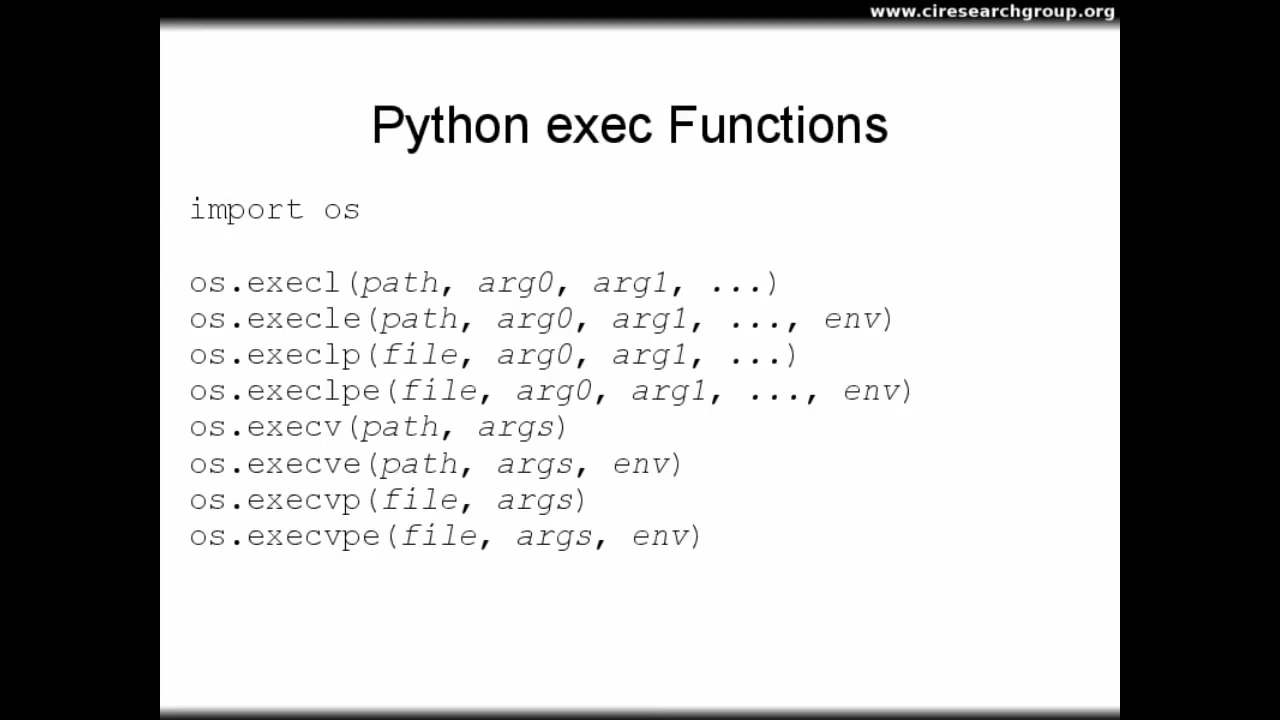 www.ciresearchgroup.org
Python exec Functions
import os
os.execl(path, arg0, arg1, ...)
os.execle(path, arg0, arg1, ..., env)
os.execlp(file, arg0, arg1, ...)
os.execlpe(file, arg0, arg1, ..., env)
os.execv(path, args)
os.execve(path, args, env)
os.execvp(file, args)
os.execvpe(file, args, env)